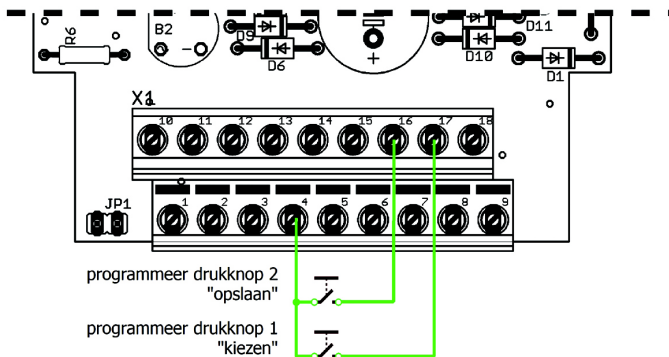 R6
B2
-
D9
D6
+
D11
D10
D1
X1
10 11 12 13 14 15 16 17 18
JP1
1 2 3 4 5 6 7 8 9
programmeer drukknop 2
"opslaan"
programmeer drukknop 1
"kiezen"